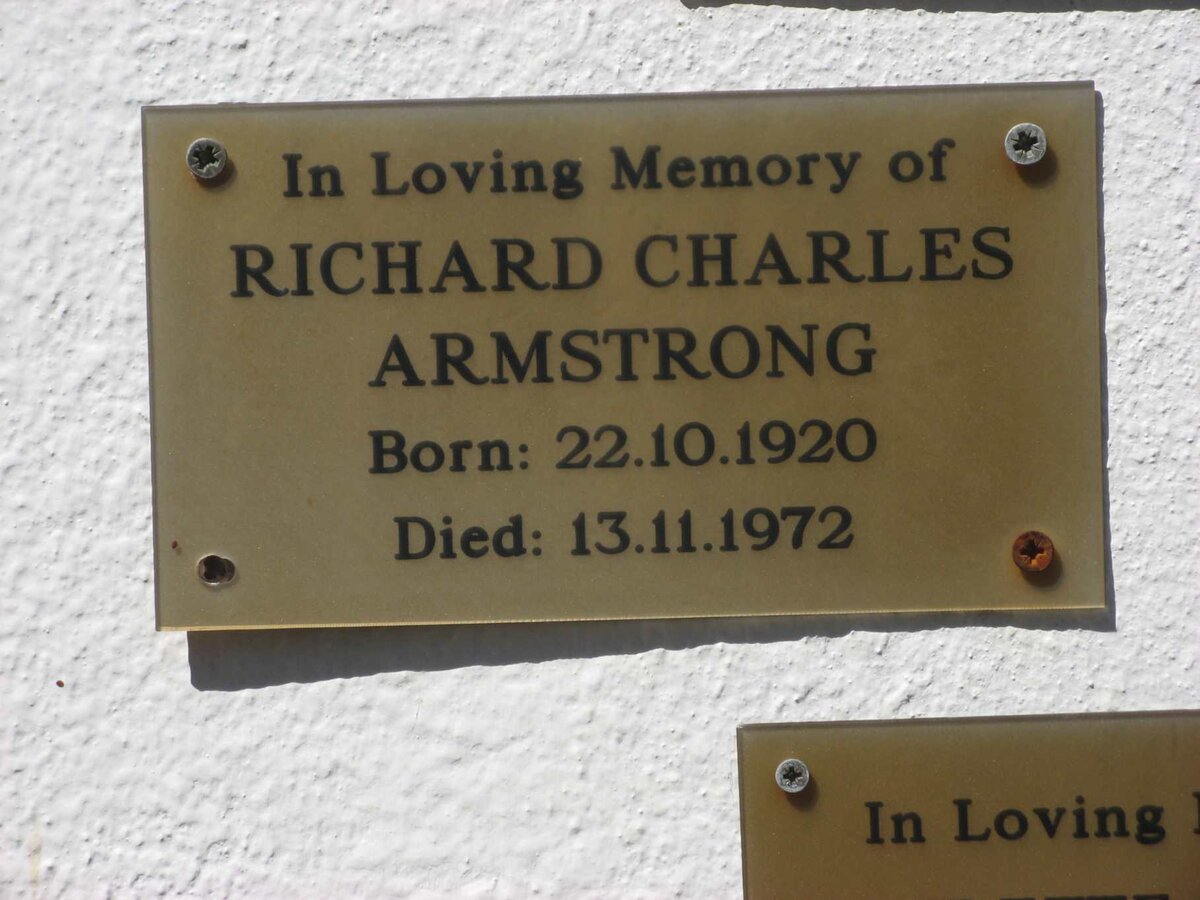 In Loving Memory of
RICHARD CHARLES
ARMSTRONG
Born: 22.10.1920
Died: 13.11.1972
In Loving